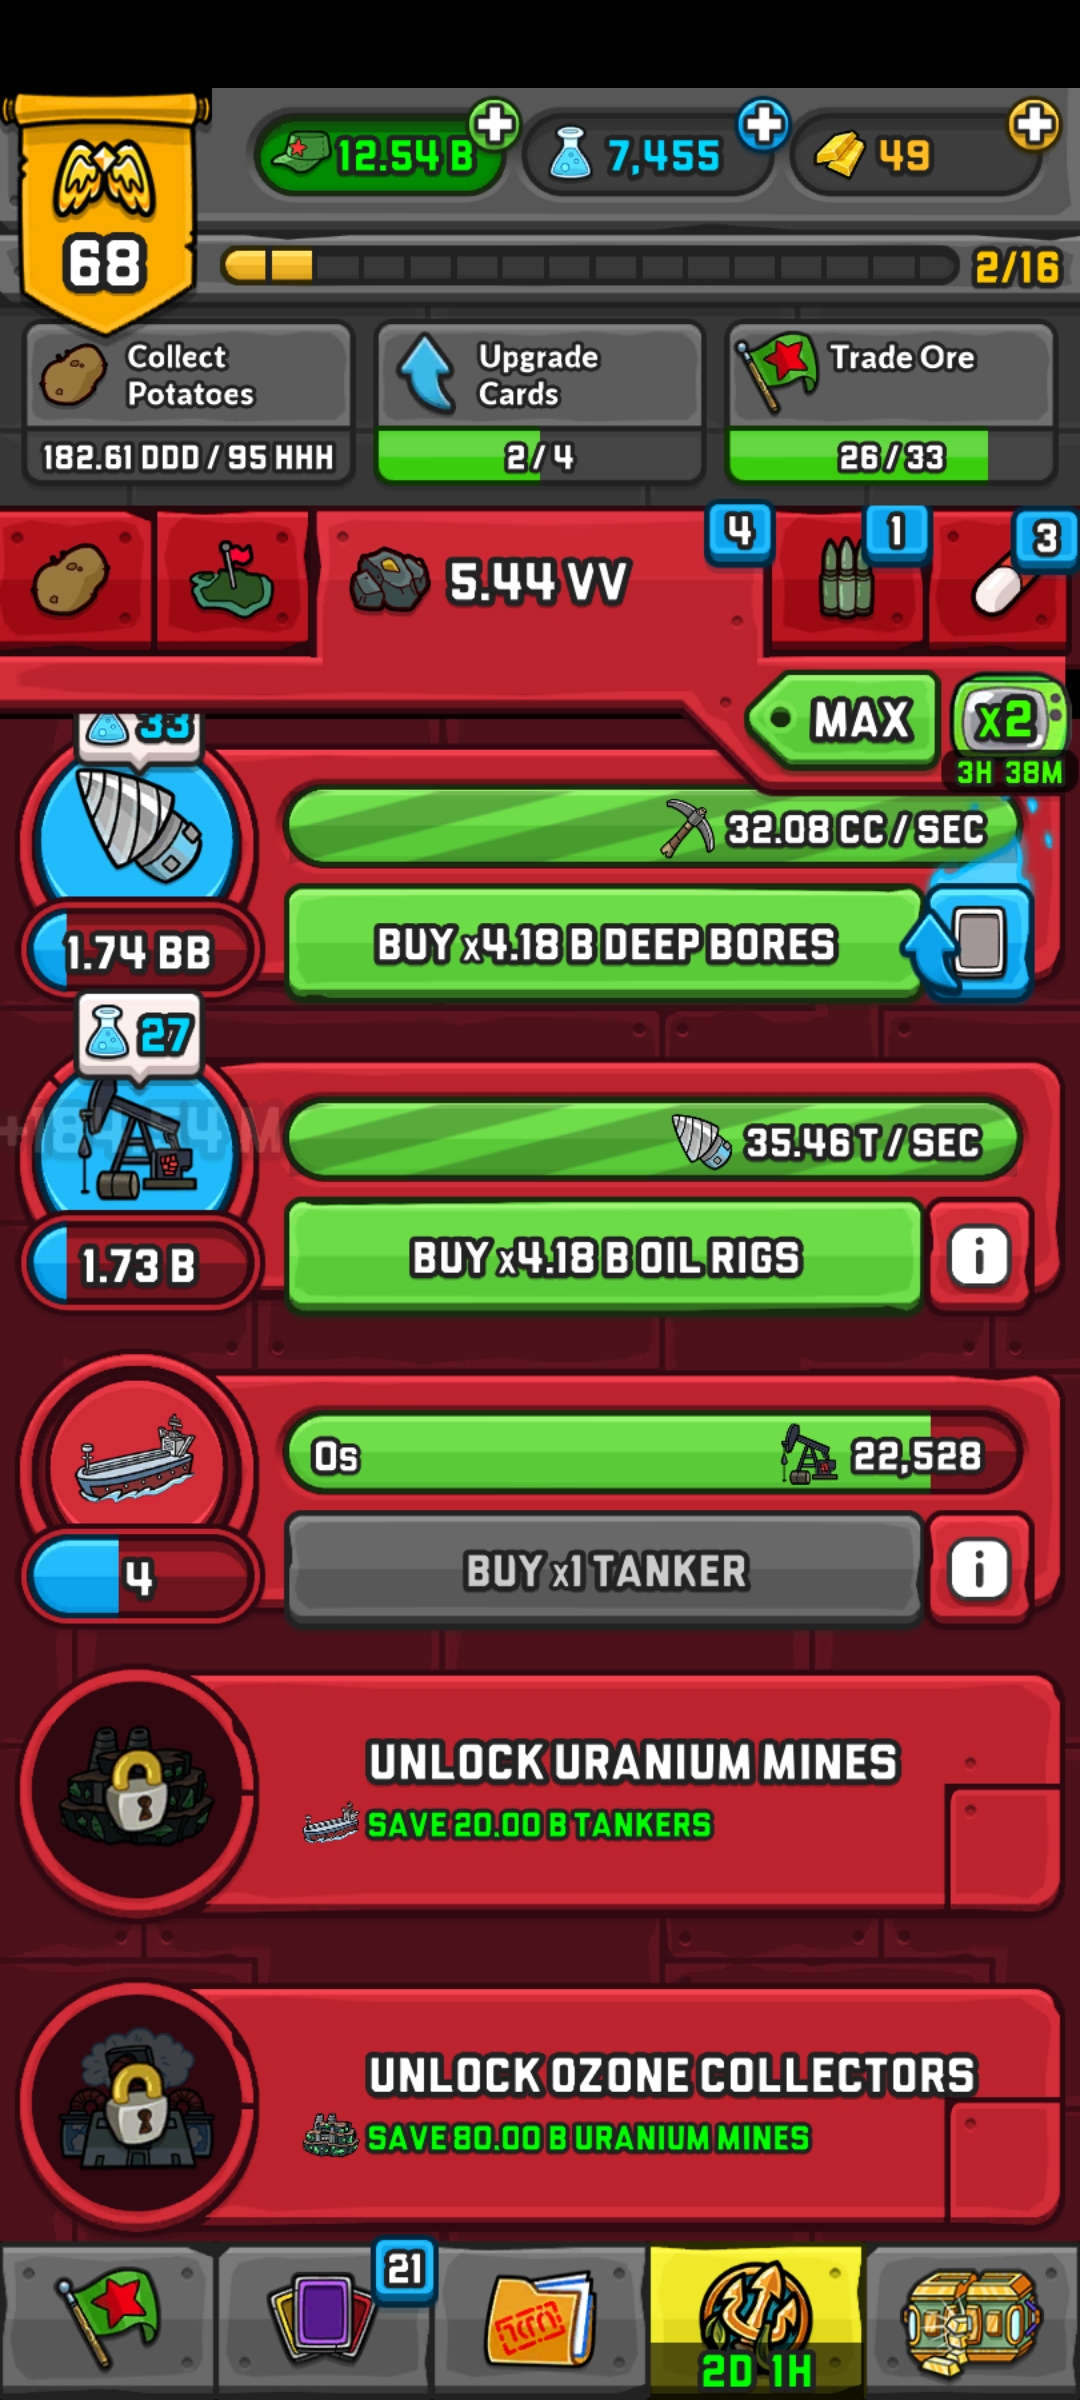 12.54 B
7,455
49
68
2/16
Collect
Potatoes
182.61 DDD / 95 HHH
Upgrade
Cards
2/4
Trade Ore
26/33
5.44 VV
4
1
3
MAX
x2
3H 38M
33
32.08 CC / SEC
1.74 BB
BUY x4.18 B DEEP BORES
27
35.46 T / SEC
1.73 B
BUY x4.18 B OIL RIGS
0s
22,528
4
BUY x1 TANKER
UNLOCK URANIUM MINES
SAVE 20.00 B TANKERS
UNLOCK OZONE COLLECTORS
SAVE 80.00 B URANIUM MINES
21
2D 1H